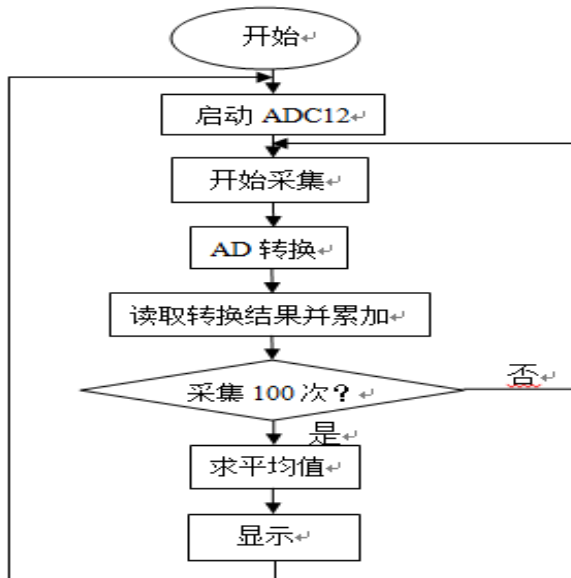 开始
启动 ADC12
开始采集
AD 转换
读取转换结果并累加
采集 100 次？
否
是
求平均值
显示